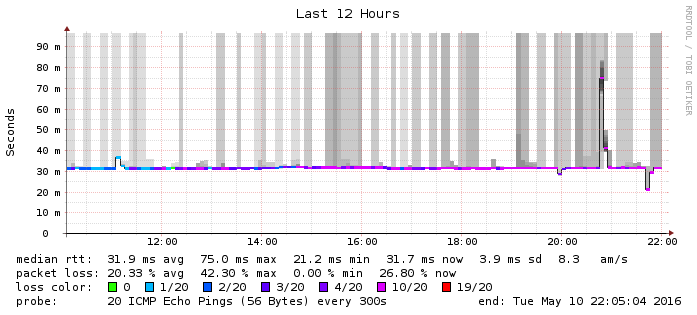 Last 12 Hours
RRDTOOL / TOBI OETIKER
Seconds
90 m
80 m
70 m
60 m
50 m
40 m
30 m
20 m
10 m
0
12:00 14:00 16:00 18:00 20:00 22:00
median rtt: 31.9 ms avg 75.0 ms max 21.2 ms min 31.7 ms now 3.9 ms sd 8.3 am/s
packet loss: 20.33 % avg 42.30 % max 0.00 % min 26.80 % now
loss color: 0 1/20 2/20 3/20 4/20 10/20 19/20
probe: 20 ICMP Echo Pings (56 Bytes) every 300s end: Tue May 10 22:05:04 2016